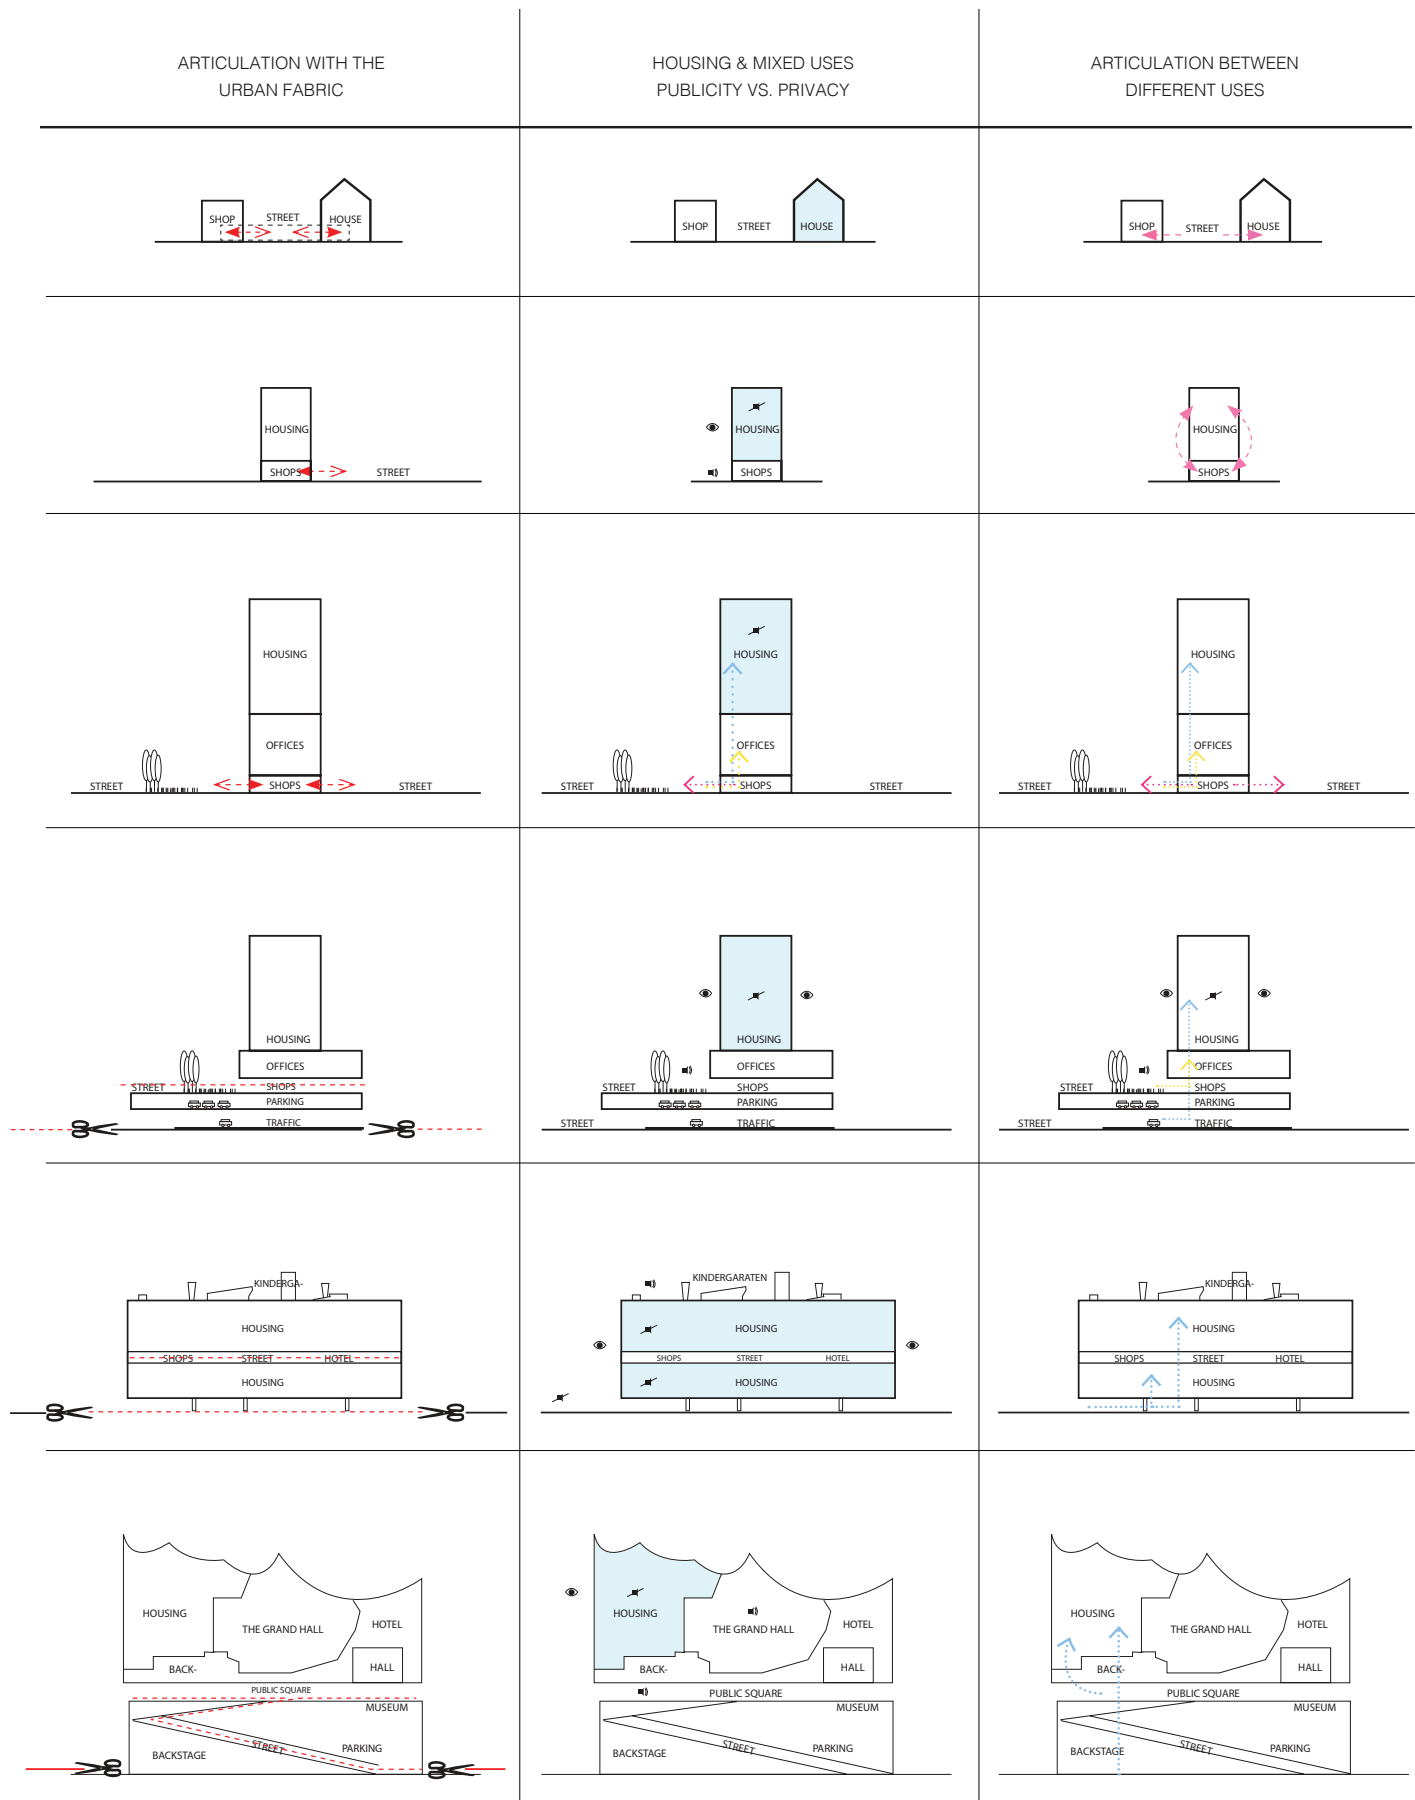 ARTICULATION WITH THE
URBAN FABRIC
HOUSING & MIXED USES
PUBLICITY VS. PRIVACY
ARTICULATION BETWEEN
DIFFERENT USES
SHOP STREET HOUSE
SHOP STREET HOUSE
SHOP STREET HOUSE
HOUSING
SHOPS STREET
HOUSING
SHOPS
HOUSING
SHOPS
HOUSING
OFFICES
STREET SHOPS STREET
HOUSING
OFFICES
STREET SHOPS STREET
HOUSING
OFFICES
STREET SHOPS STREET
HOUSING
OFFICES
STREET SHOPS
PARKING
TRAFFIC
HOUSING
OFFICES
STREET SHOPS
PARKING
STREET TRAFFIC
HOUSING
OFFICES
STREET SHOPS
PARKING
STREET TRAFFIC
KINDERGA-
HOUSING
SHOPS STREET HOTEL
HOUSING
KINDERGARATEN
HOUSING
SHOPS STREET HOTEL
HOUSING
KINDERGA-
HOUSING
SHOPS STREET HOTEL
HOUSING
HOUSING
THE GRAND HALL
HOTEL
BACK-
HALL
PUBLIC SQUARE
MUSEUM
STREET
PARKING
BACKSTAGE
HOUSING
THE GRAND HALL
HOTEL
BACK-
HALL
PUBLIC SQUARE
MUSEUM
STREET
PARKING
BACKSTAGE
HOUSING
THE GRAND HALL
HOTEL
BACK-
HALL
PUBLIC SQUARE
MUSEUM
STREET
PARKING
BACKSTAGE